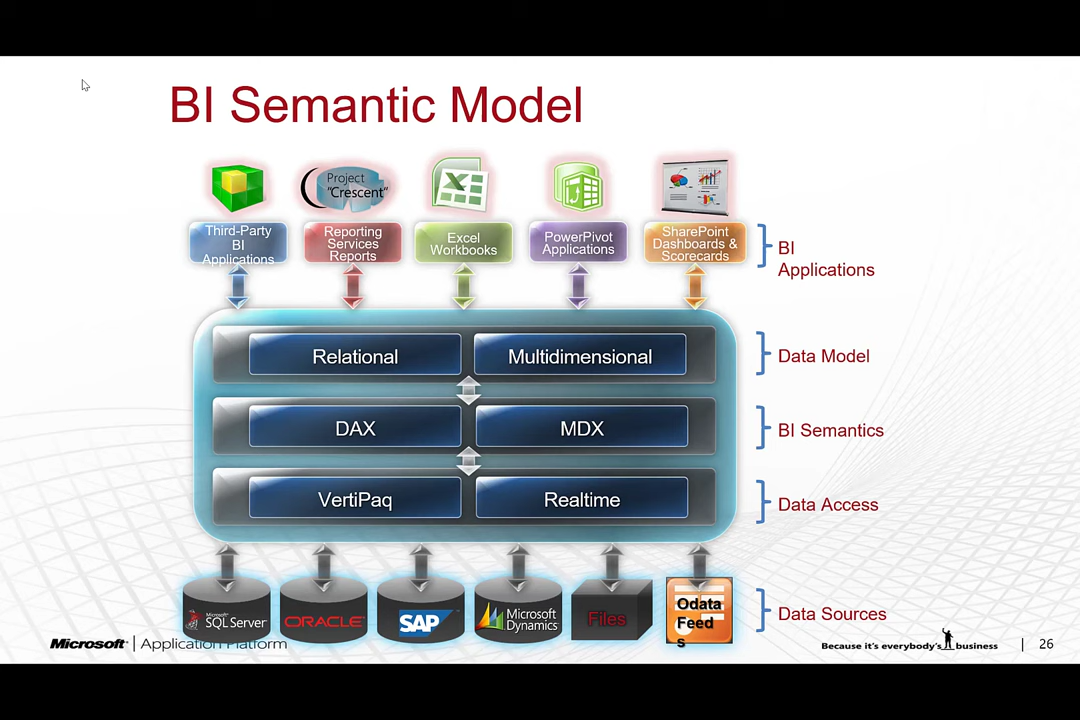 BI Semantic Model
Project
"Crescent"
Third-Party
BI
Applications
Reporting
Services
Reports
Excel
Workbooks
PowerPivot
Applications
SharePoint
Dashboards &
Scorecards
BI
Applications
Relational
Multidimensional
Data Model
DAX
MDX
BI Semantics
VertiPaq
Realtime
Data Access
Microsoft
SQL Server
ORACLE
SAP
Microsoft
Dynamics
Files
Odata
Feed
s
Data Sources
Microsoft | Application Platform
Because it's everybody's business
| 26